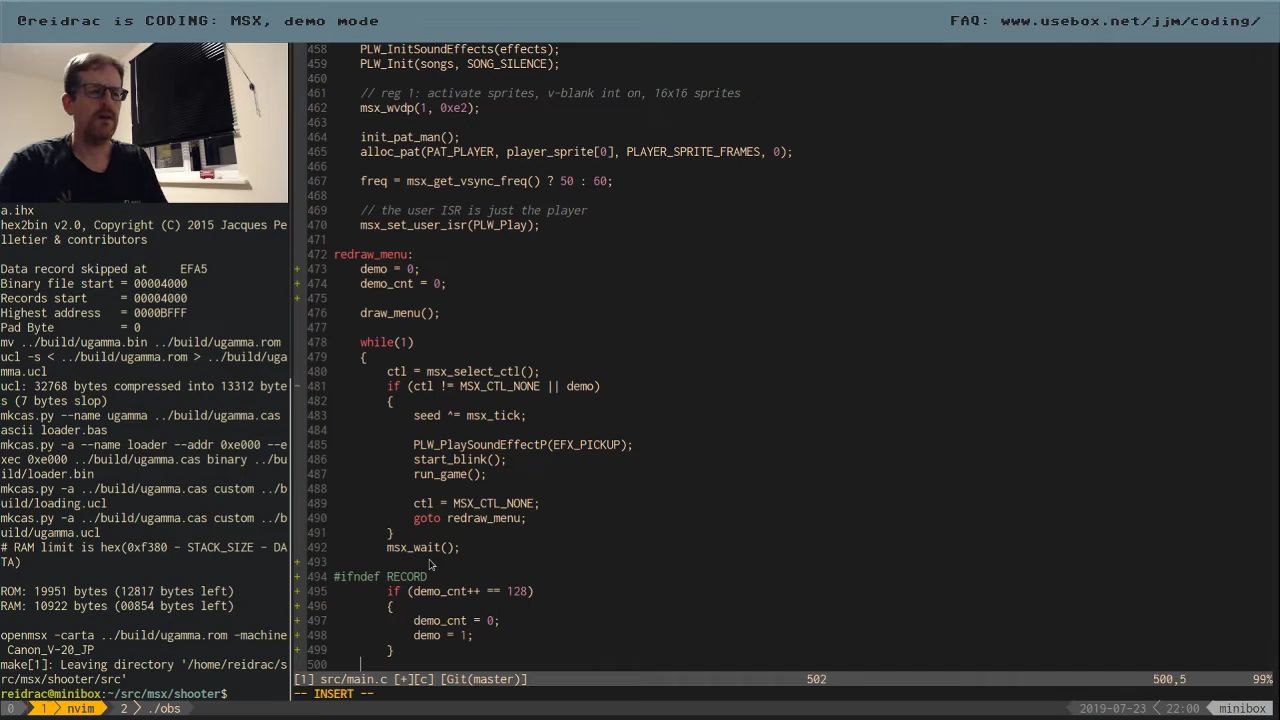 @reidrac is CODING: MSX, demo mode
FAQ: www.usebox.net/jjm/coding/
a.ihx
hex2bin v2.0, Copyright (C) 2015 Jacques Pe
lletier & contributors
Data record skipped at     EFA5
Binary file start = 00004000
Records start     = 00004000
Highest address   = 0000BFFF
Pad Byte          = 0
mv ../build/ugamma.bin ../build/ugamma.rom
ucl -s < ../build/ugamma.rom > ../build/uga
mma.ucl
ucl: 32768 bytes compressed into 13312 byte
s (7 bytes slop)
mkcas.py --name ugamma ../build/ugamma.cas
ascii loader.bas
mkcas.py -a --name loader --addr 0xe000 --e
xec 0xe000 ../build/ugamma.cas binary ../bu
ild/loader.bin
mkcas.py -a ../build/ugamma.cas custom ../b
uild/loading.ucl
mkcas.py -a ../build/ugamma.cas custom ../b
uild/ugamma.ucl
# RAM limit is hex(0xf380 - STACK_SIZE - DA
TA)
ROM: 19951 bytes (12817 bytes left)
RAM: 10922 bytes (00854 bytes left)
openmsx -carta ../build/ugamma.rom -machine
 Canon_V-20_JP
make[1]: Leaving directory '/home/reidrac/s
rc/msx/shooter/src'
reidrac@minibox:~/src/msx/shooter$
458     PLW_InitSoundEffects(effects);
459     PLW_Init(songs, SONG_SILENCE);
460
461     // reg 1: activate sprites, v-blank int on, 16x16 sprites
462     msx_wvdp(1, 0xe2);
463
464     init_pat_man();
465     alloc_pat(PAT_PLAYER, player_sprite[0], PLAYER_SPRITE_FRAMES, 0);
466
467     freq = msx_get_vsync_freq() ? 50 : 60;
468
469     // the user ISR is just the player
470     msx_set_user_isr(PLW_Play);
471
472 redraw_menu:
+ 473     demo = 0;
+ 474     demo_cnt = 0;
+ 475
476     draw_menu();
477
478     while(1)
479     {
480         ctl = msx_select_ctl();
~ 481         if (ctl != MSX_CTL_NONE || demo)
482         {
483             seed ^= msx_tick;
484
485             PLW_PlaySoundEffectP(EFX_PICKUP);
486             start_blink();
487             run_game();
488
489             ctl = MSX_CTL_NONE;
490             goto redraw_menu;
491         }
492         msx_wait();
+ 493
+ 494 #ifndef RECORD
+ 495         if (demo_cnt++ == 128)
+ 496         {
+ 497             demo_cnt = 0;
+ 498             demo = 1;
+ 499         }
500
[1] src/main.c [+][c] [Git(master)] 502 500,5 99%
-- INSERT --
0 1 nvim 2 ./obs 2019-07-23 22:00 minibox